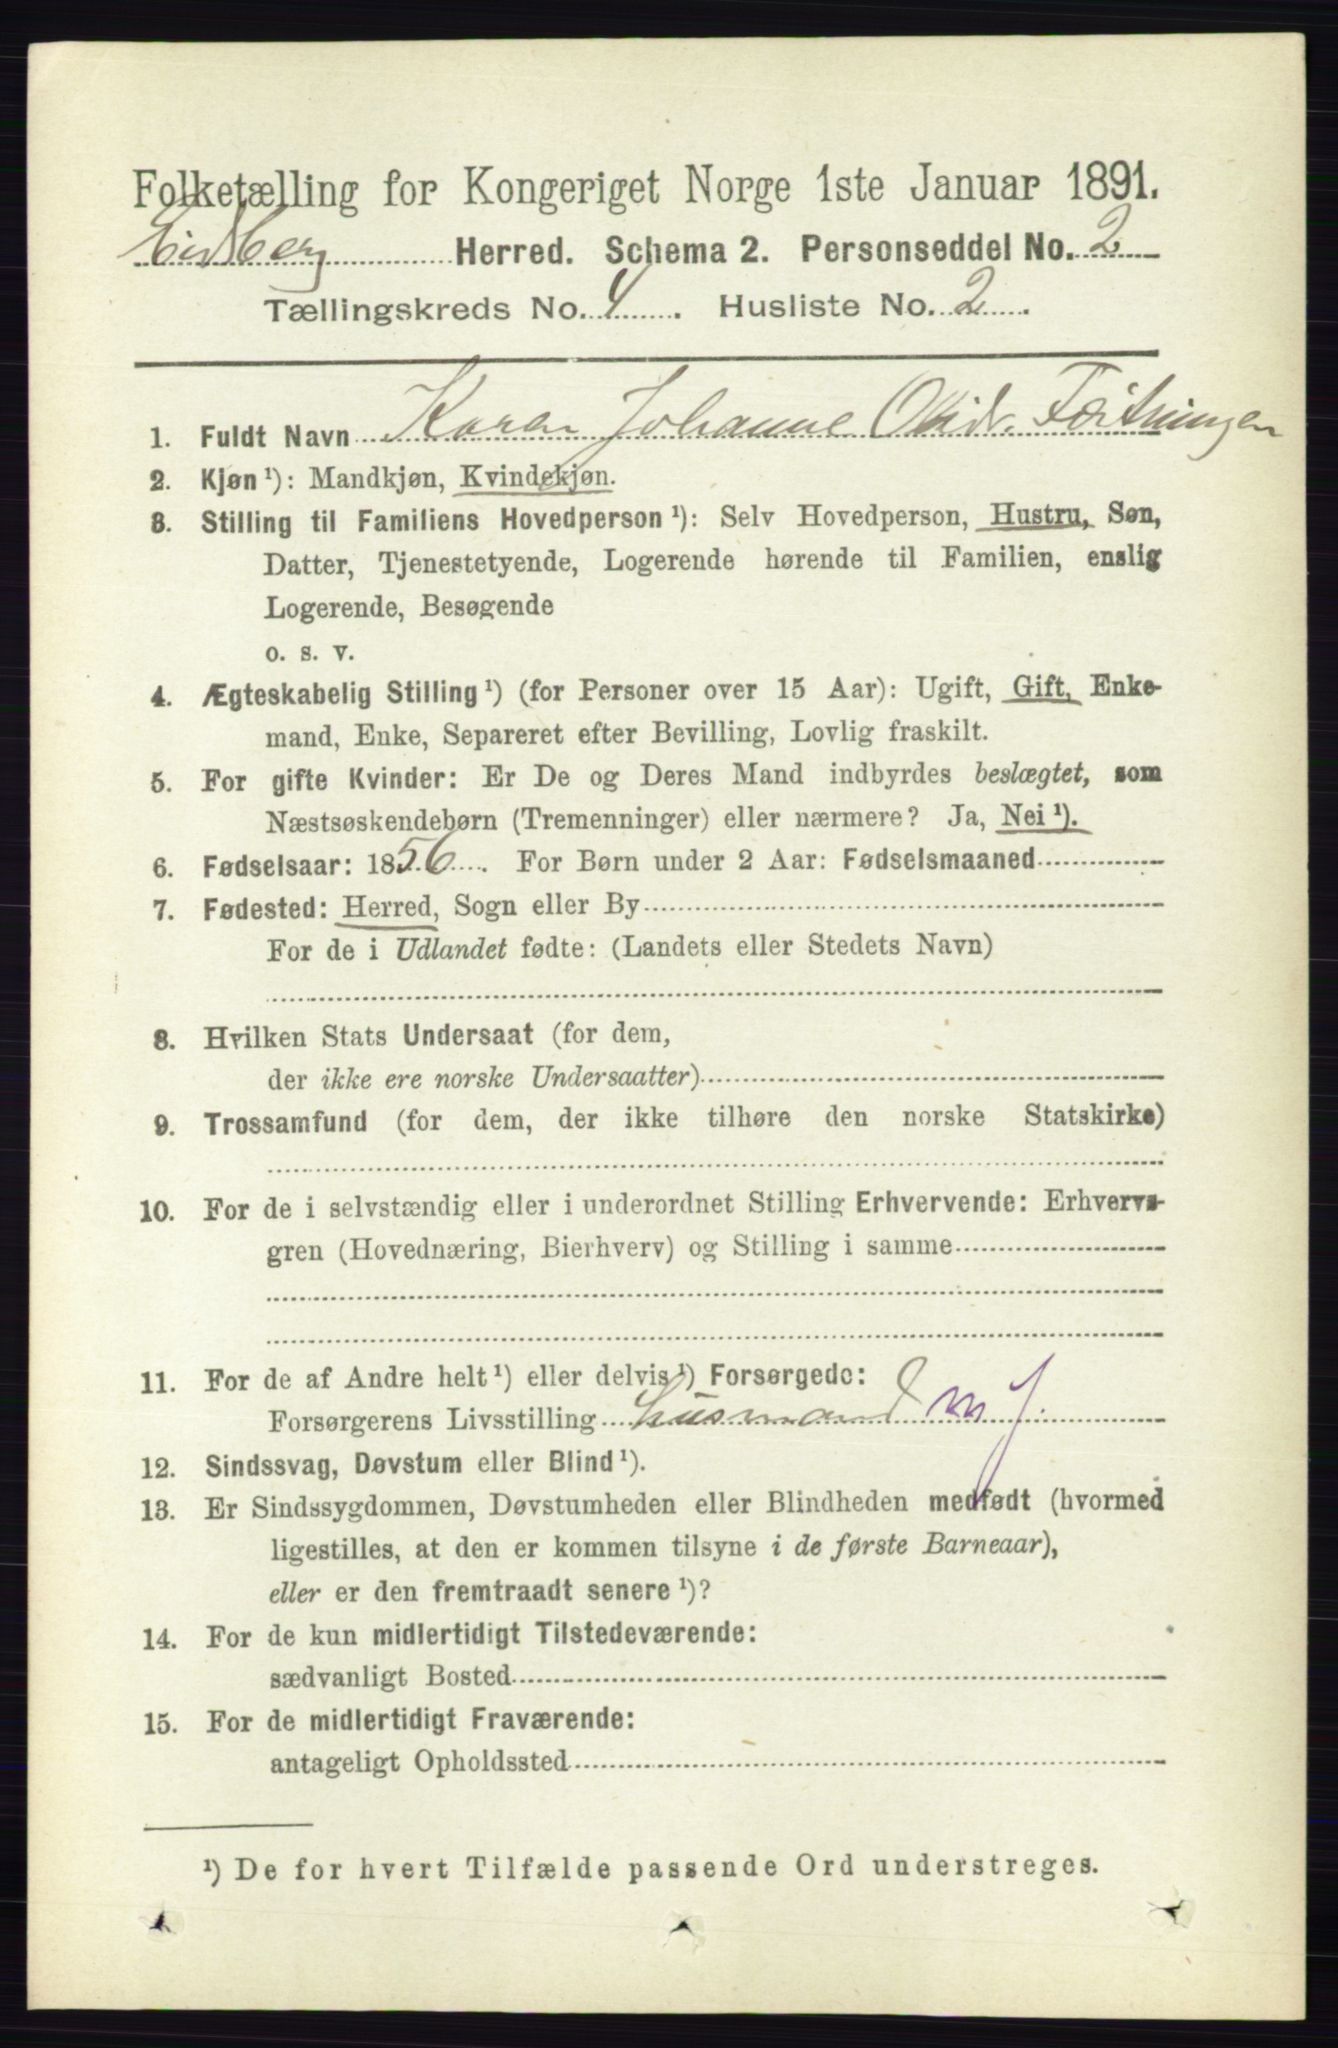 Folketælling for Kongeriget Norge 1ste Januar 1891.
Eidsberg Herred. Schema 2. Personseddel No. 2
Tællingskreds No. 4. Husliste No. 2.
1. Fuldt Navn Karen Johanne
2. Kjøn ¹): Mandkjøn, Kvindekjøn.
3. Stilling til Familiens Hovedperson ¹): Selv Hovedperson, Hustru, Søn,
Datter, Tjenestetyende, Logerende hørende til Familien, enslig
Logerende, Besøgende
o. s. v.
4. Ægteskabelig Stilling ¹) (for Personer over 15 Aar): Ugift, Gift, Enke-
mand, Enke, Separeret efter Bevilling, Lovlig fraskilt.
5. For gifte Kvinder: Er De og Deres Mand indbyrdes beslægtet, som
Næstsøskendebørn (Tremenninger) eller nærmere? Ja, Nei ¹).
6. Fødselsaar: 1856. For Børn under 2 Aar: Fødselsmaaned
7. Fødested: Herred, Sogn eller By
For de i Udlandet fødte: (Landets eller Stedets Navn)
8. Hvilken Stats Undersaat (for dem,
der ikke ere norske Undersaatter)
9. Trossamfund (for dem, der ikke tilhøre den norske Statskirke)
10. For de i selvstændig eller i underordnet Stilling Erhvervende: Erhvervs-
gren (Hovednæring, Bierhverv) og Stilling i samme
11. For de af Andre helt ¹) eller delvis ¹) Forsørgede:
Forsørgerens Livsstilling Husmand m J.
12. Sindssvag, Døvstum eller Blind ¹).
13. Er Sindssygdommen, Døvstumheden eller Blindheden medfødt (hvormed
ligestilles, at den er kommen tilsyne i de første Barneaar),
eller er den fremtraadt senere ¹)?
14. For de kun midlertidigt Tilstedeværende:
sædvanligt Bosted
15. For de midlertidigt Fraværende:
antageligt Opholdssted
¹) De for hvert Tilfælde passende Ord understreges.